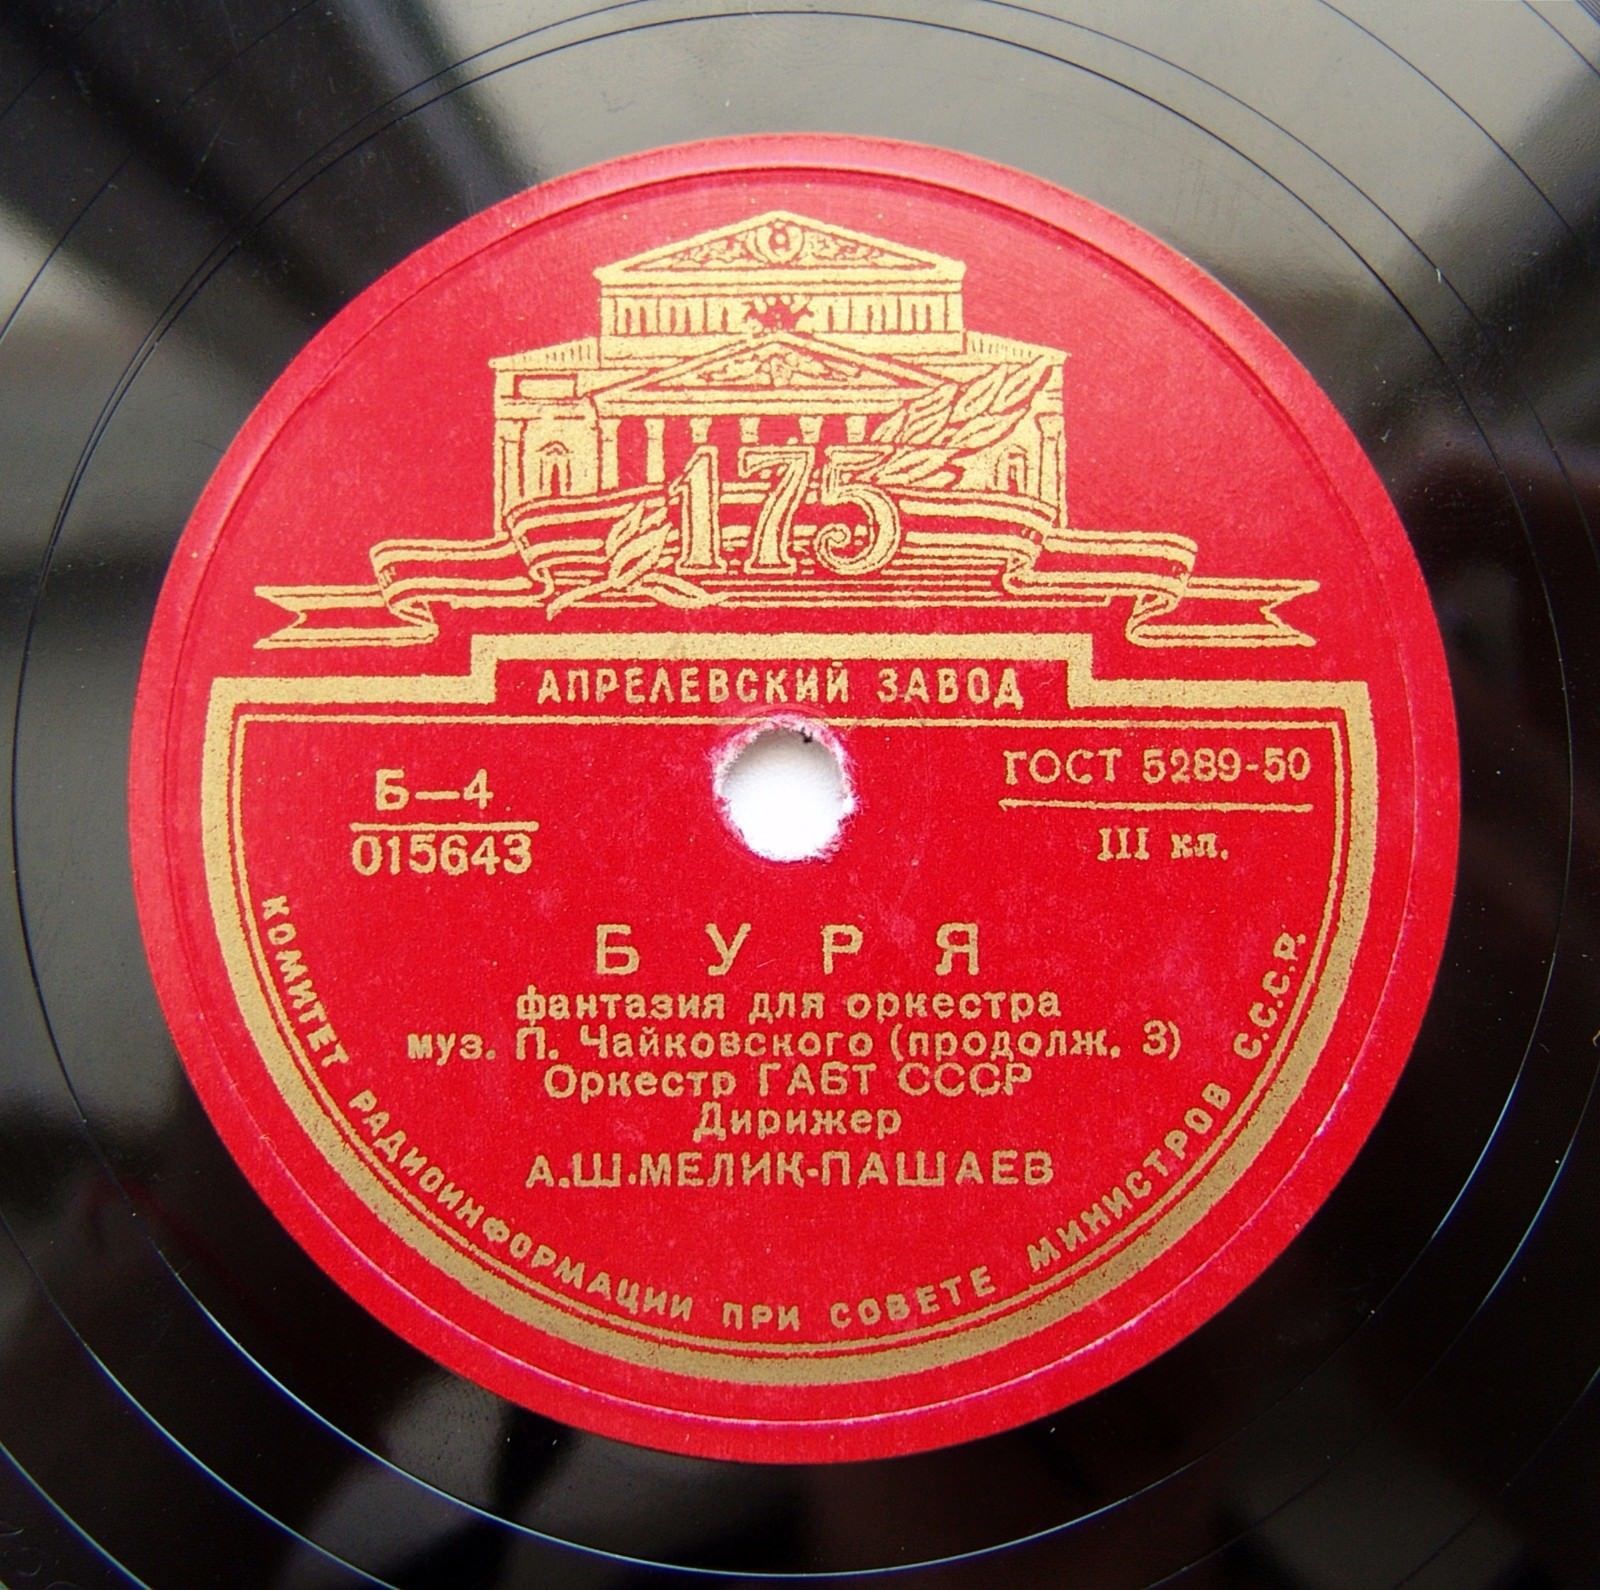 175
АПРЕЛЕВСКИЙ ЗАВОД
Б—4
015643
ГОСТ 5289-50
III кл.
БУРЯ
фантазия для оркестра
муз. П. Чайковского (продолж. 3)
Оркестр ГАБТ СССР
Дирижер
А.Ш.МЕЛИК-ПАШАЕВ
КОМИТЕТ РАДИОИНФОРМАЦИИ ПРИ СОВЕТЕ МИНИСТРОВ С.С.С.Р.